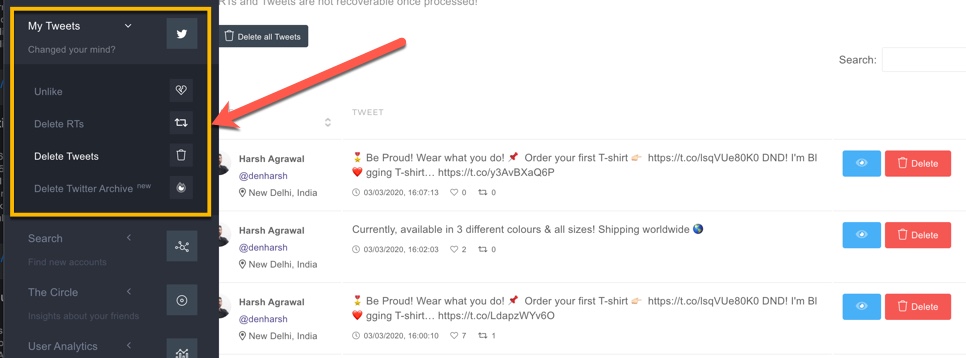 RTs and Tweets are not recoverable once processed!
My Tweets
Changed your mind?
Delete all Tweets
Search:
Unlike
Delete RTs
Delete Tweets
Delete Twitter Archive new
Search
Find new accounts
The Circle
Insights about your friends
User Analytics
TWEET
Harsh Agrawal
@denharsh
New Delhi, India
🎖 Be Proud! Wear what you do! 📌 Order your first T-shirt 👉🏻 https://t.co/lsqVUe80K0 DND! I'm Bl
❤️ gging T-shirt… https://t.co/y3AvBXaQ6P
03/03/2020, 16:07:13 0 0
Delete
Harsh Agrawal
@denharsh
New Delhi, India
Currently, available in 3 different colours & all sizes! Shipping worldwide 🌎
03/03/2020, 16:02:03 2 0
Delete
Harsh Agrawal
@denharsh
New Delhi, India
🎖 Be Proud! Wear what you do! 📌 Order your first T-shirt 👉🏻 https://t.co/lsqVUe80K0 DND! I'm Bl
❤️ gging T-shirt… https://t.co/LdapzWYv6O
03/03/2020, 16:00:10 7 1
Delete